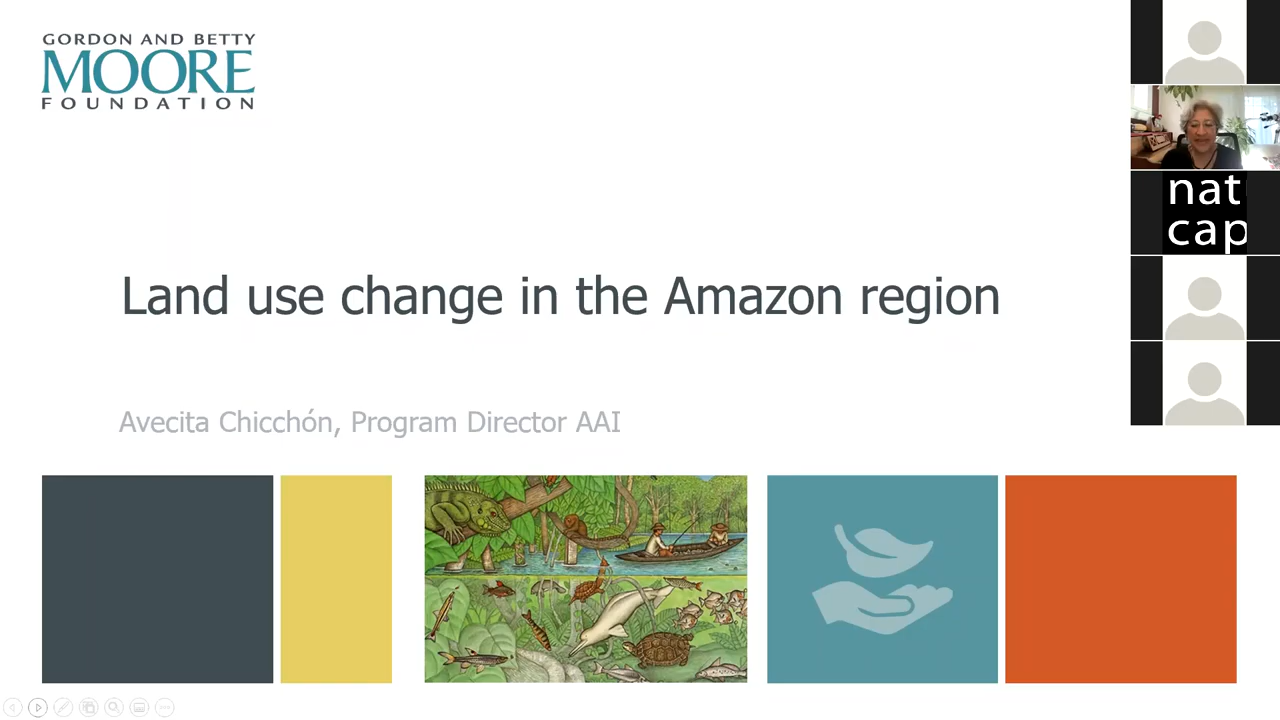 GORDON AND BETTY
MOORE
FOUNDATION
Land use change in the Amazon region
Avecita Chicchón, Program Director AAI
nat
cap